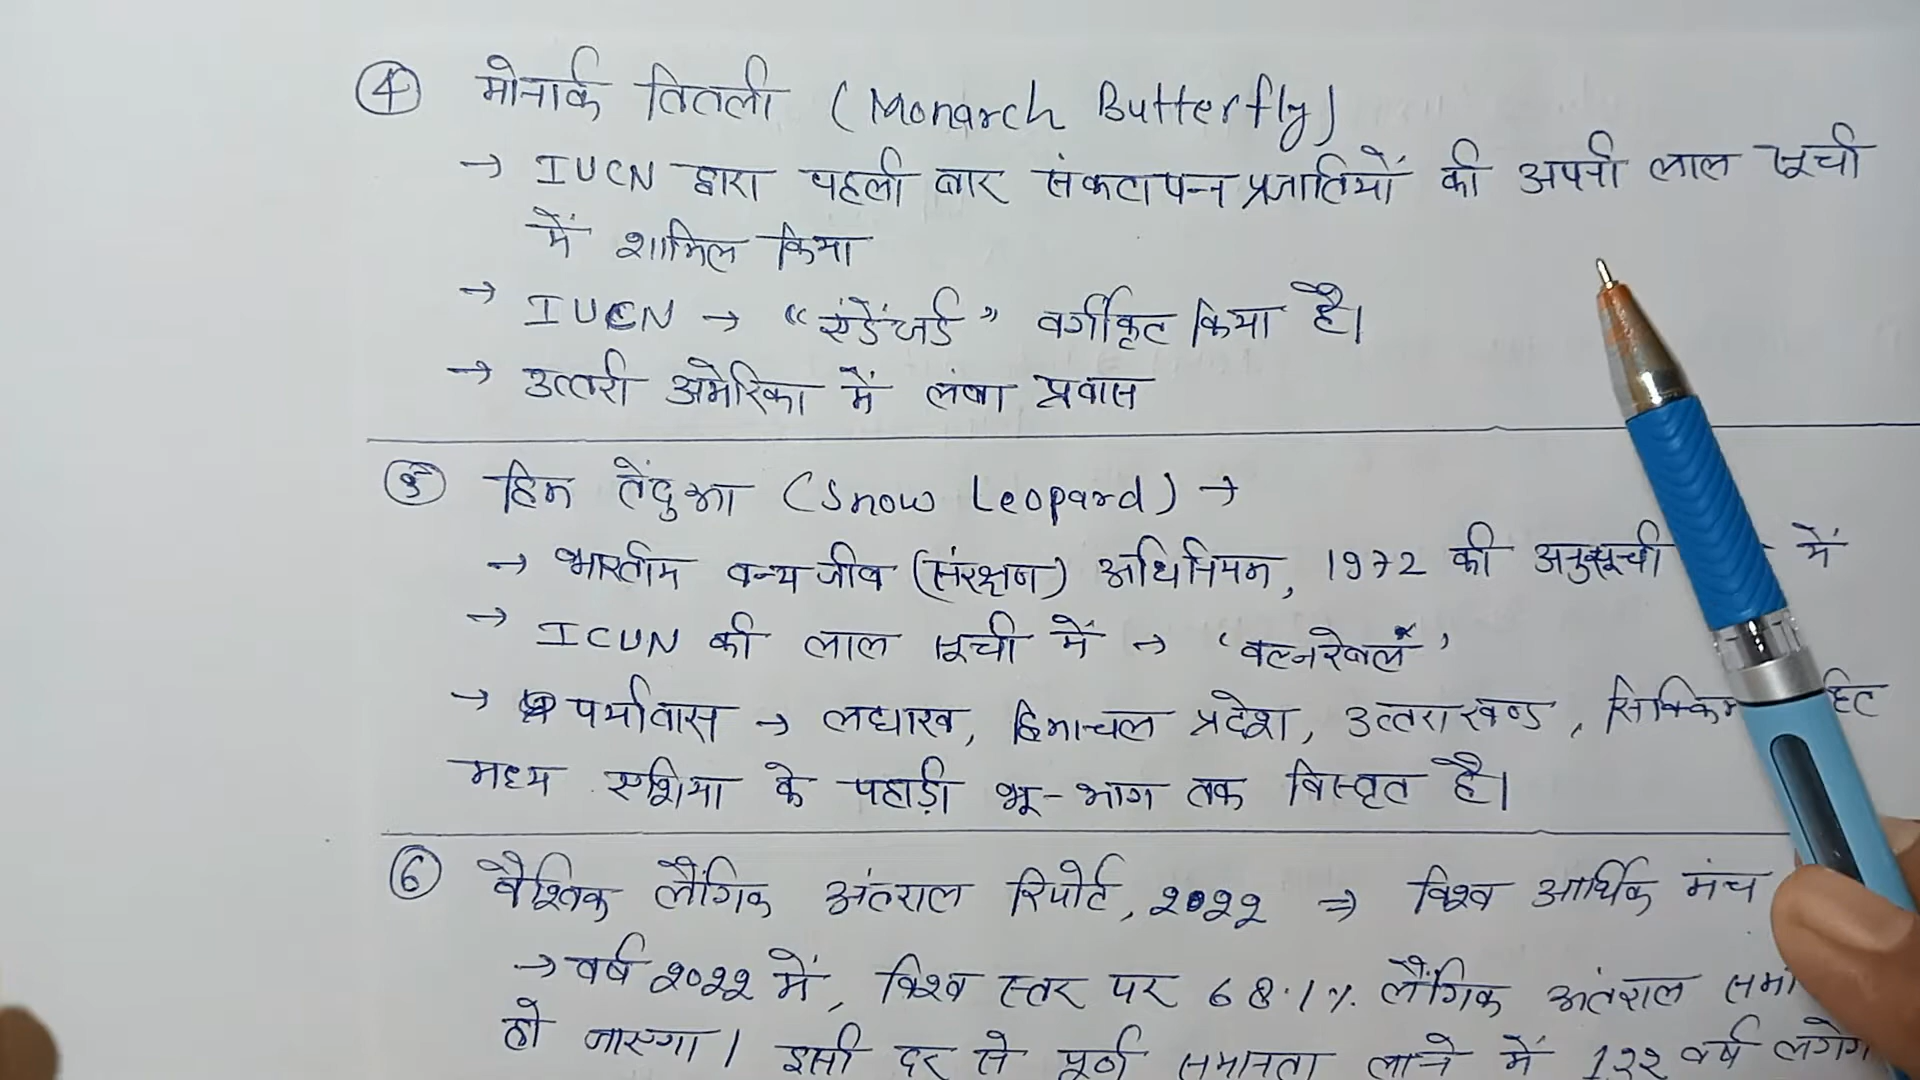 ④ मोनार्क तितली (Monarch Butterfly)
→ IUCN द्वारा पहली बार संकटापन्न प्रजातियों की अपनी लाल सूची
में शामिल किया
→ IUCN → “एंडेंजर्ड” वर्गीकृत किया है।
→ उत्तरी अमेरिका में लंबा प्रवास
⑤ हिम तेंदुआ (Snow Leopard) →
→ भारतीय वन्यजीव (संरक्षण) अधिनियम, 1972 की अनुसूची में
→ ICUN की लाल सूची में → ‘वल्नरेबल’
→ पर्यावास → लद्दाख, हिमाचल प्रदेश, उत्तराखण्ड, सिक्किम
मध्य एशिया के पहाड़ी भू-भाग तक विस्तृत है।
⑥ वैश्विक लैंगिक अंतराल रिपोर्ट, २०२२ ⇒ विश्व आर्थिक मंच
→ वर्ष २०२२ में, विश्व स्तर पर 68.1% लैंगिक अंतराल
हो जाएगा। इसी दर से पूर्ण समानता लाने में 132 वर्ष